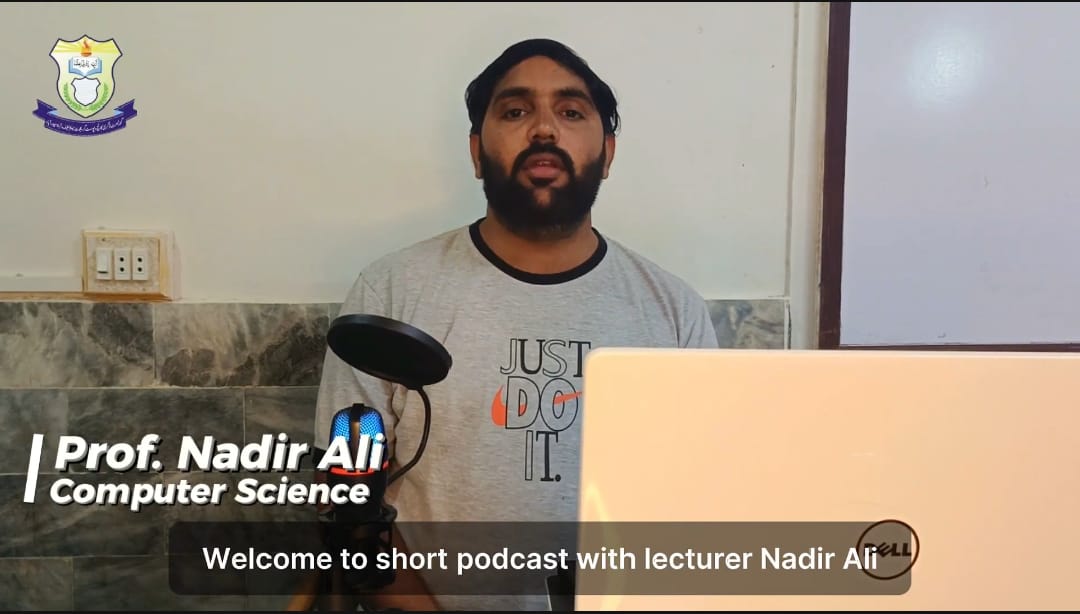 JUST
DO
IT.
Prof. Nadir Ali
Computer Science
Welcome to short podcast with lecturer Nadir Ali
DELL